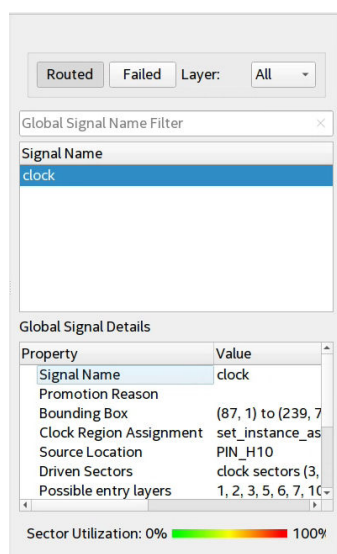 Routed Failed Layer: All
Global Signal Name Filter
Signal Name
clock
Global Signal Details
Property Value
Signal Name clock
Promotion Reason
Bounding Box (87, 1) to (239, 7
Clock Region Assignment set_instance_as
Source Location PIN_H10
Driven Sectors clock sectors (3,
Possible entry layers 1, 2, 3, 5, 6, 7, 10
Sector Utilization: 0% 100%